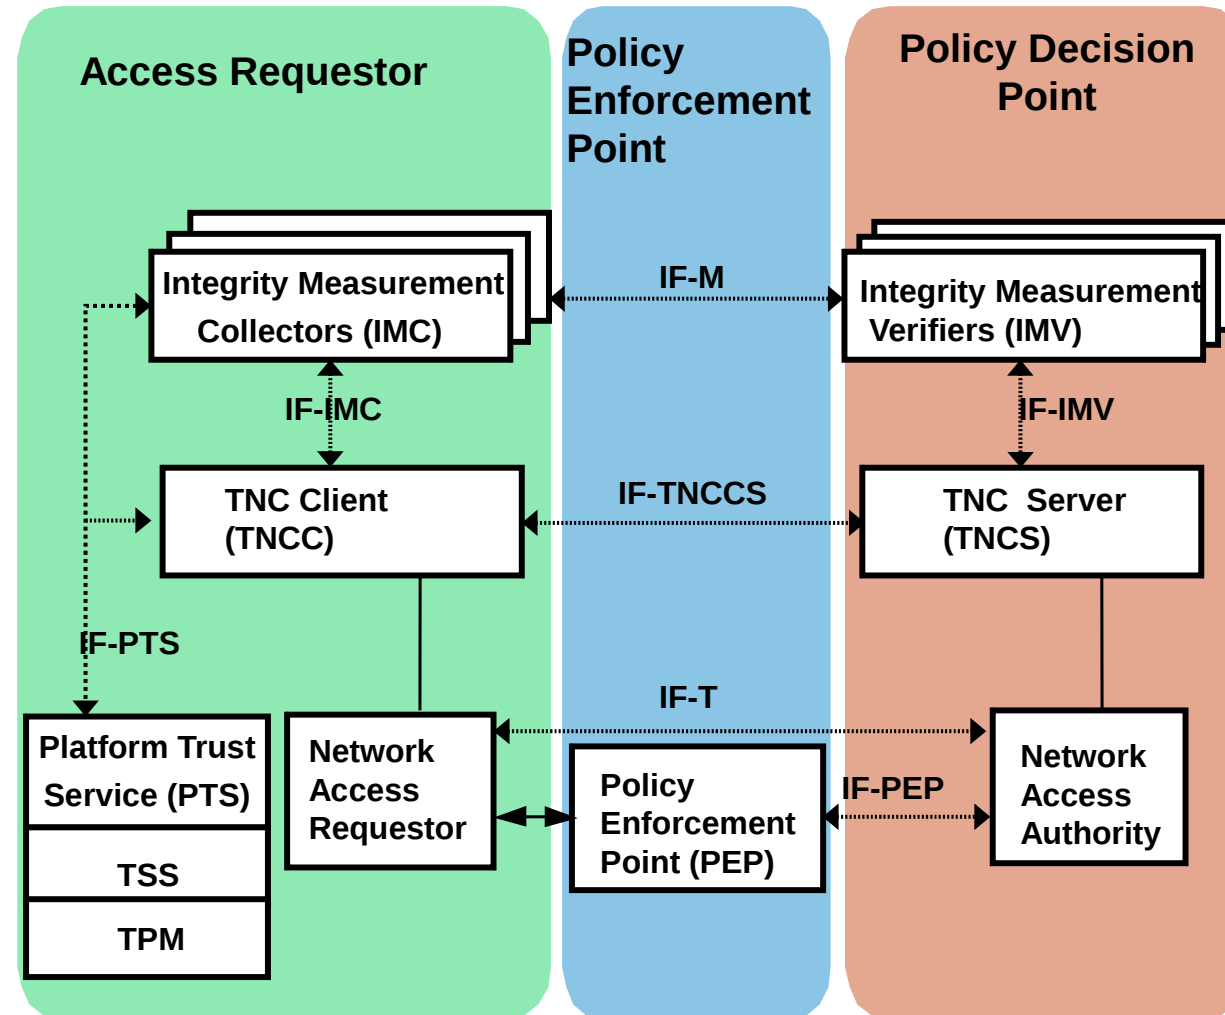 Access Requestor
Policy
Enforcement
Point
Policy Decision
Point
Integrity Measurement
Collectors (IMC)
IF-M
Integrity Measurement
Verifiers (IMV)
IF-IMC
IF-IMV
TNC Client
(TNCC)
IF-TNCCS
TNC Server
(TNCS)
IF-PTS
IF-T
Platform Trust
Service (PTS)
TSS
TPM
Network
Access
Requestor
Policy
Enforcement
Point (PEP)
IF-PEP
Network
Access
Authority